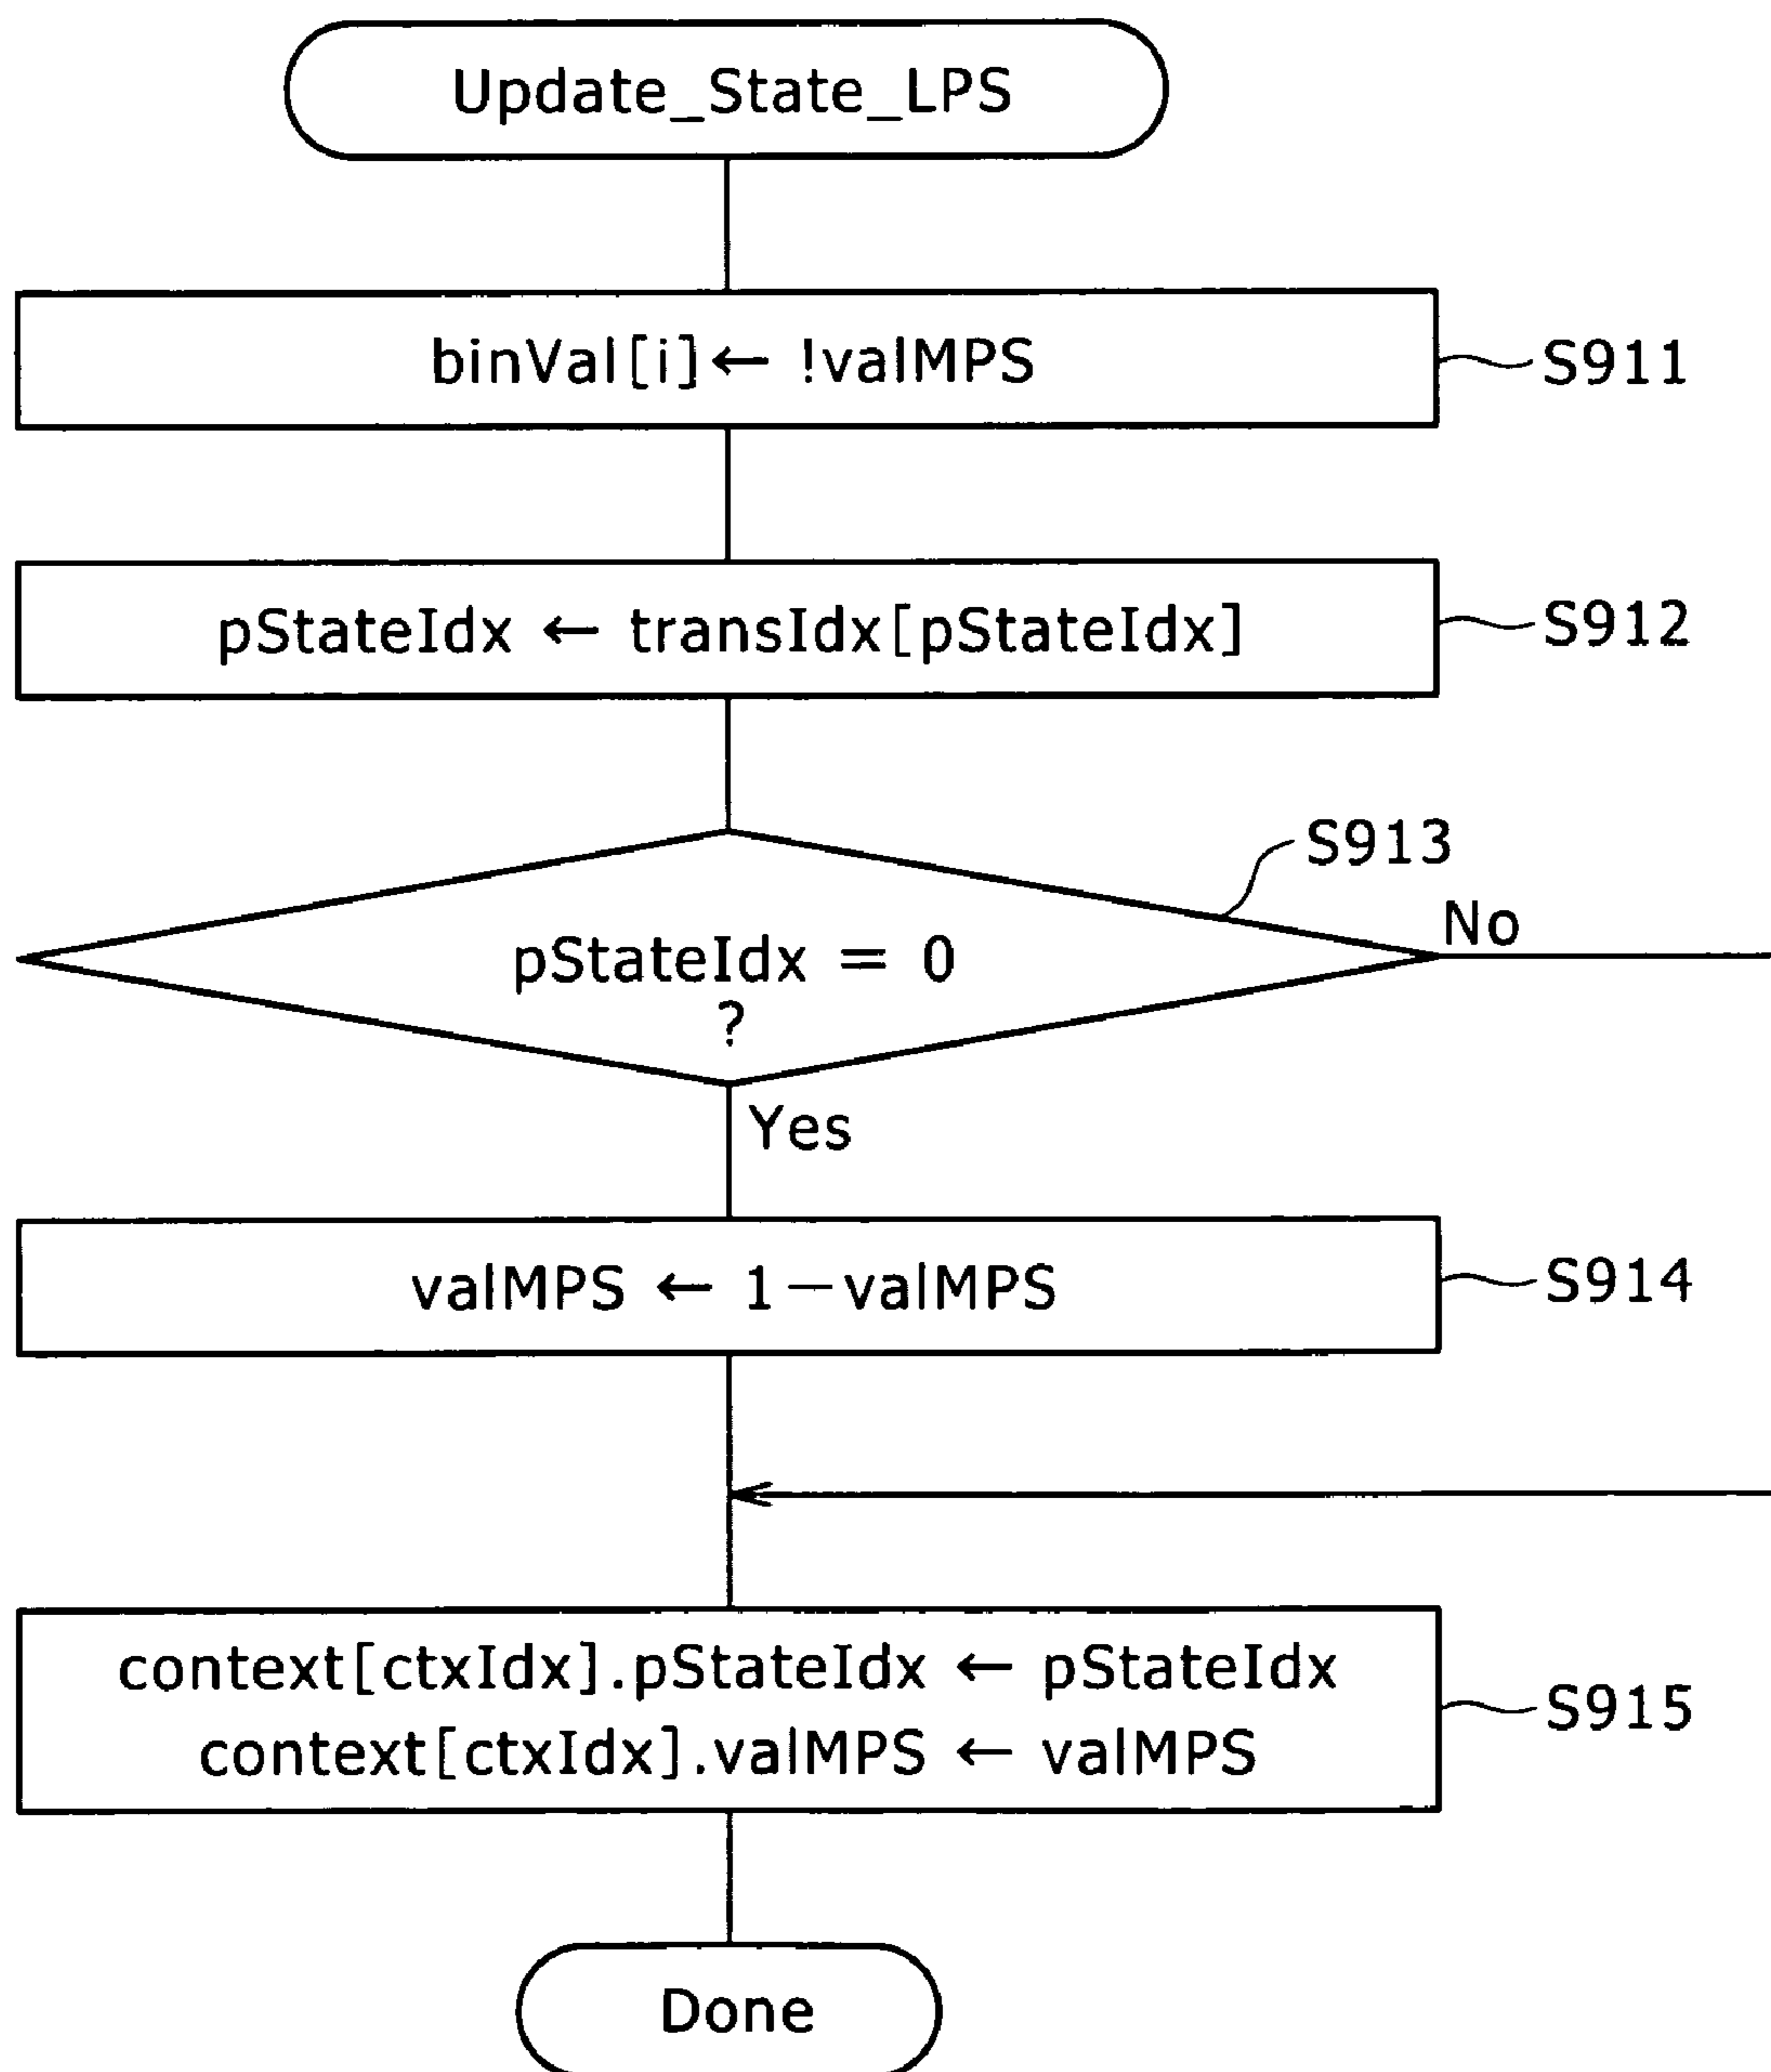 Update_State_LPS
binVal[i]← !valMPS
S911
pStateIdx ← transIdx[pStateIdx]
S912
S913
No
pStateIdx = 0
?
Yes
valMPS ← 1−valMPS
S914
context[ctxIdx].pStateIdx ← pStateIdx
context[ctxIdx].valMPS ← valMPS
S915
Done